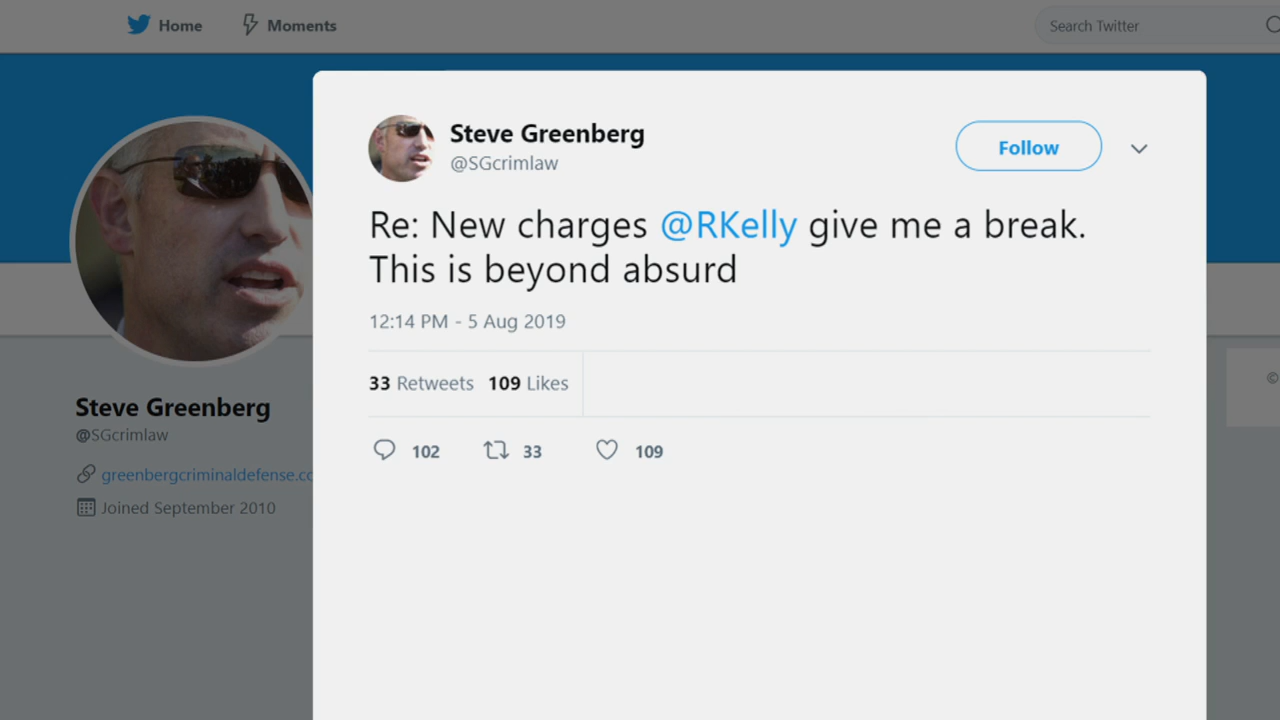 Home
Moments
Search Twitter
Steve Greenberg
@SGcrimlaw
Follow
Re: New charges @RKelly give me a break.
This is beyond absurd
12:14 PM - 5 Aug 2019
33 Retweets 109 Likes
102 33 109
Steve Greenberg
@SGcrimlaw
greenbergcriminaldefense.cc
Joined September 2010
©